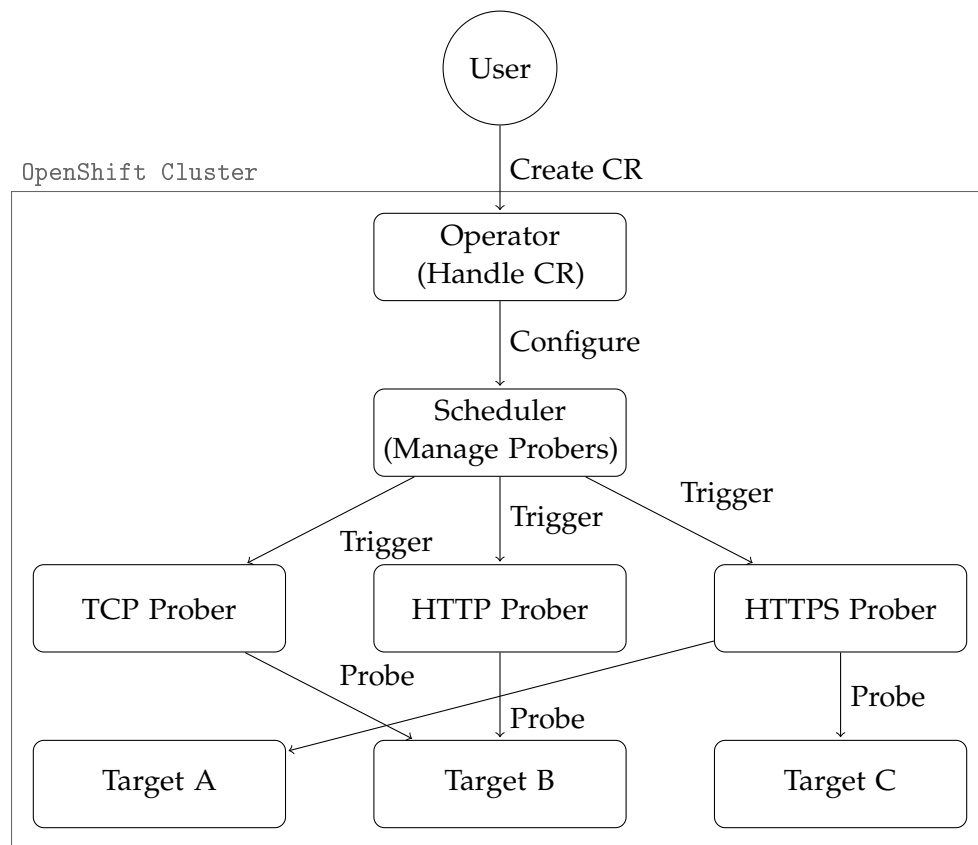 User
OpenShift Cluster
Create CR
Operator
(Handle CR)
Configure
Scheduler
(Manage Probers)
Trigger
Trigger
Trigger
TCP Prober
HTTP Prober
HTTPS Prober
Probe
Probe
Probe
Target A
Target B
Target C